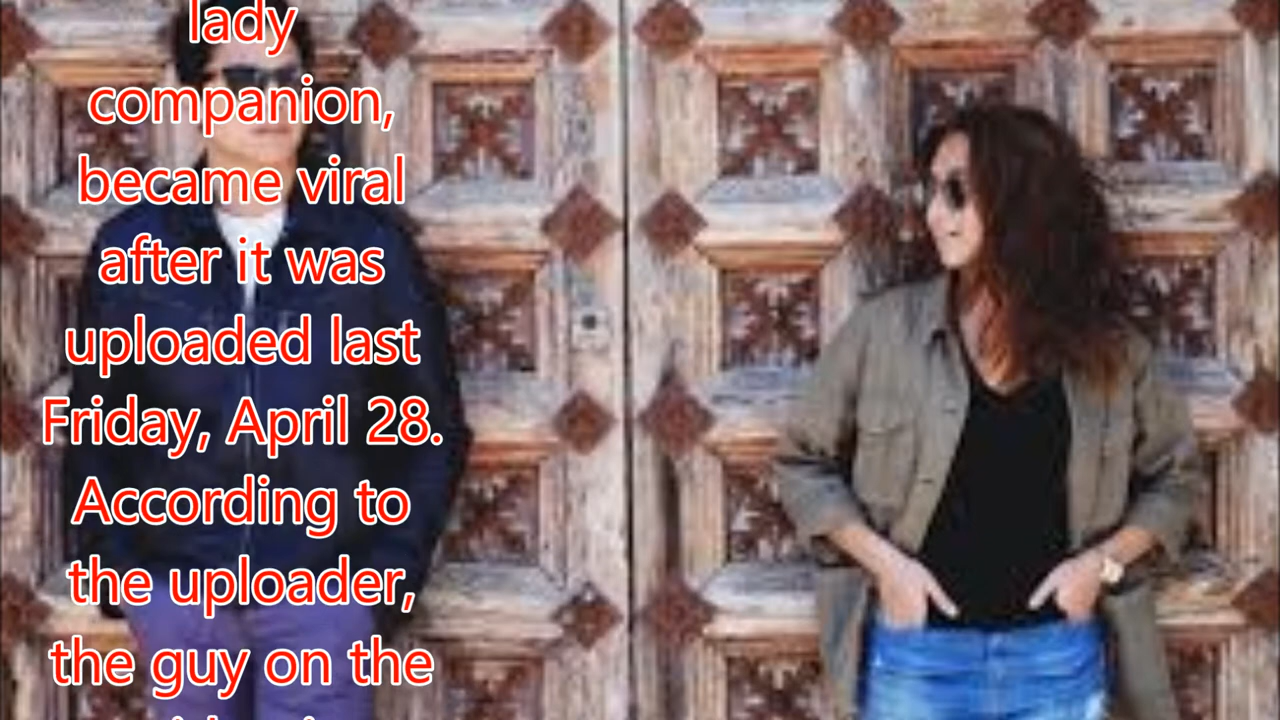 lady
companion,
became viral
after it was
uploaded last
Friday, April 28.
According to
the uploader,
the guy on the